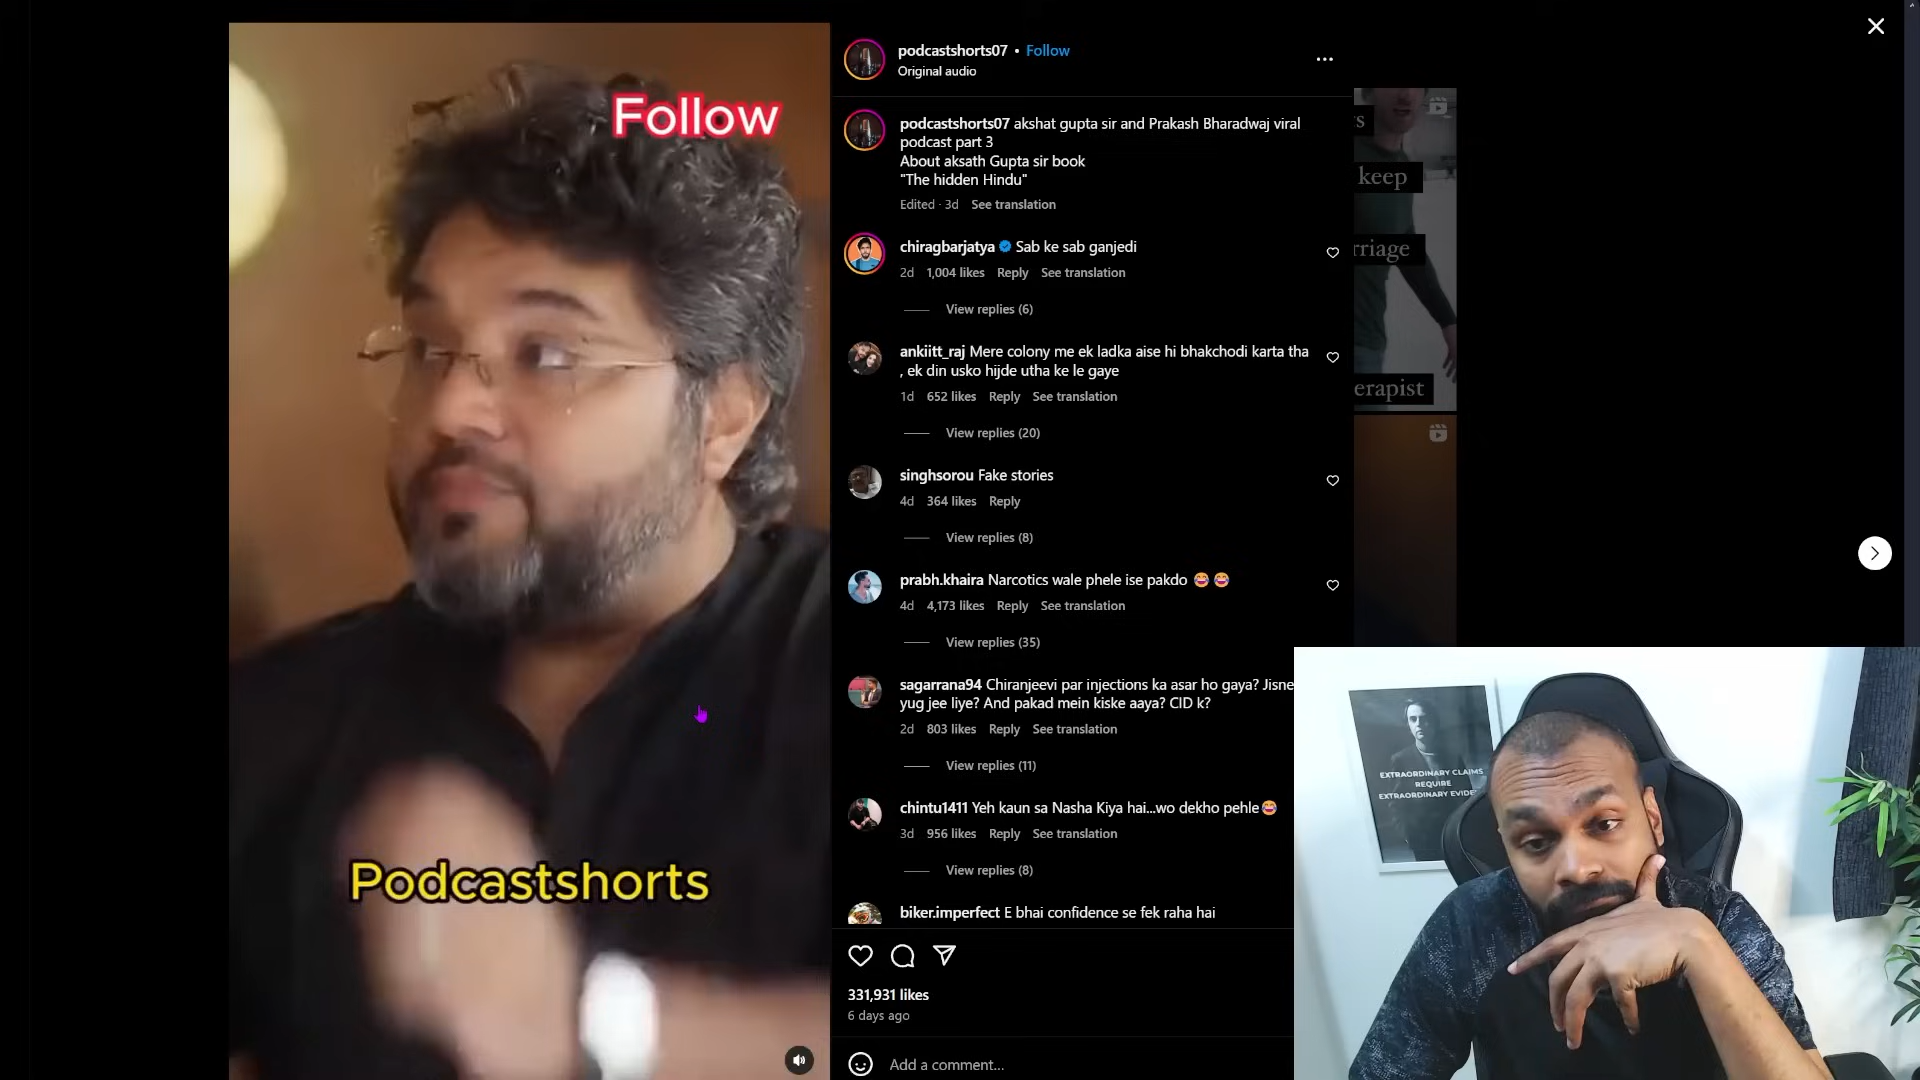 Follow
Podcastshorts
podcastshorts07 • Follow
Original audio
podcastshorts07 akshat gupta sir and Prakash Bharadwaj viral
podcast part 3
About aksath Gupta sir book
"The hidden Hindu"
Edited · 3d See translation
chiragbarjatya Sab ke sab ganjedi
2d 1,004 likes Reply See translation
View replies (6)
ankiitt_raj Mere colony me ek ladka aise hi bhakchodi karta tha
, ek din usko hijde utha ke le gaye
1d 652 likes Reply See translation
View replies (20)
singhsorou Fake stories
4d 364 likes Reply
View replies (8)
prabh.khaira Narcotics wale phele ise pakdo 😂 😂
4d 4,173 likes Reply See translation
View replies (35)
sagarrana94 Chiranjeevi par injections ka asar ho gaya? Jisne
yug jee liye? And pakad mein kiske aaya? CID k?
2d 803 likes Reply See translation
View replies (11)
chintu1411 Yeh kaun sa Nasha Kiya hai...wo dekho pehle😂
3d 956 likes Reply See translation
View replies (8)
biker.imperfect E bhai confidence se fek raha hai
331,931 likes
6 days ago
Add a comment...
keep
EXTRAORDINARY CLAIMS
REQUIRE
EXTRAORDINARY